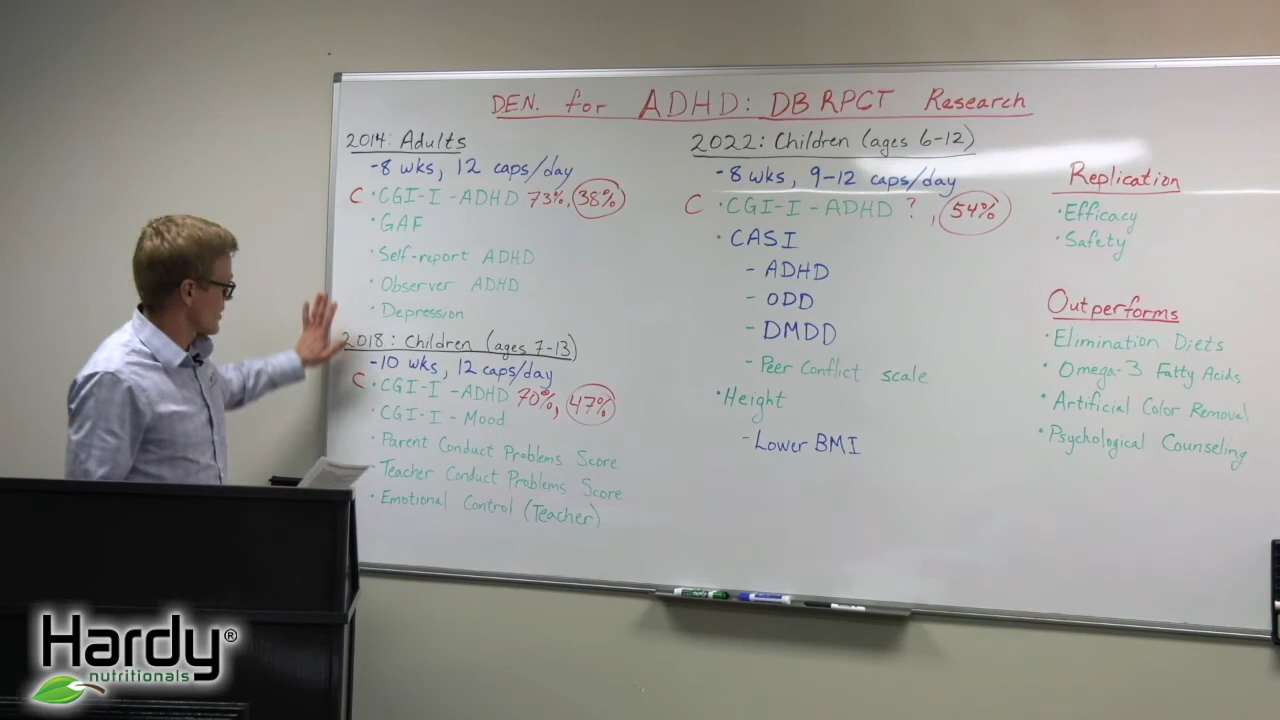 D.E.N. for ADHD: DB RPCT Research
2014: Adults
-8 wks, 12 caps/day
C · CGI-I-ADHD 73%, 38%
· GAF
· Self-report ADHD
· Observer ADHD
· Depression
2018: Children (ages 7-13)
-10 wks, 12 caps/day
C · CGI-I-ADHD 70%, 47%
· CGI-I-Mood
· Parent Conduct Problems Score
· Teacher Conduct Problems Score
· Emotional Control (Teacher)
2022: Children (ages 6-12)
-8 wks, 9-12 caps/day
C · CGI-I-ADHD ?, 54%
· CASI
- ADHD
- ODD
- DMDD
- Peer Conflict scale
· Height
- Lower BMI
Replication
· Efficacy
· Safety
Outperforms
· Elimination Diets
· Omega-3 Fatty Acids
· Artificial Color Removal
· Psychological Counseling
Hardy®
nutritionals